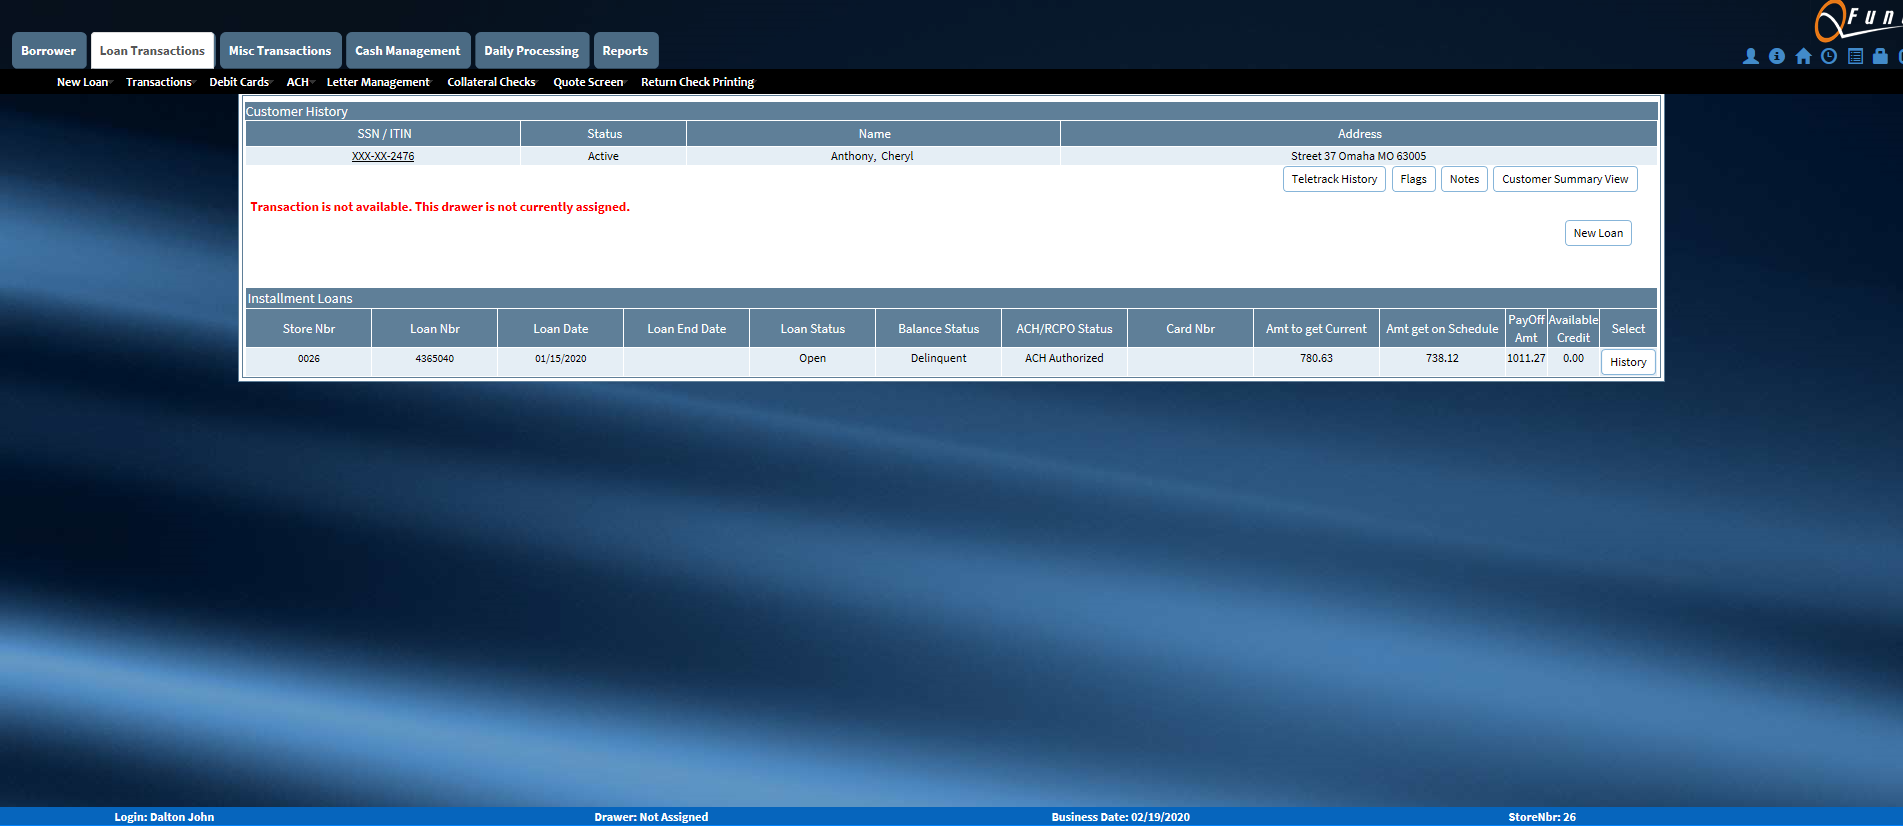 Fun
Borrower Loan Transactions Misc Transactions Cash Management Daily Processing Reports
New Loan Transactions Debit Cards ACH Letter Management Collateral Checks Quote Screen Return Check Printing
Customer History
SSN / ITIN Status Name Address
XXX-XX-2476 Active Anthony, Cheryl Street 37 Omaha MO 63005
Teletrack History Flags Notes Customer Summary View
Transaction is not available. This drawer is not currently assigned.
New Loan
Installment Loans
Store Nbr Loan Nbr Loan Date Loan End Date Loan Status Balance Status ACH/RCPO Status Card Nbr Amt to get Current Amt get on Schedule PayOff Amt Available Credit Select
0026 4365040 01/15/2020 Open Delinquent ACH Authorized 780.63 738.12 1011.27 0.00 History
Login: Dalton John Drawer: Not Assigned Business Date: 02/19/2020 StoreNbr: 26